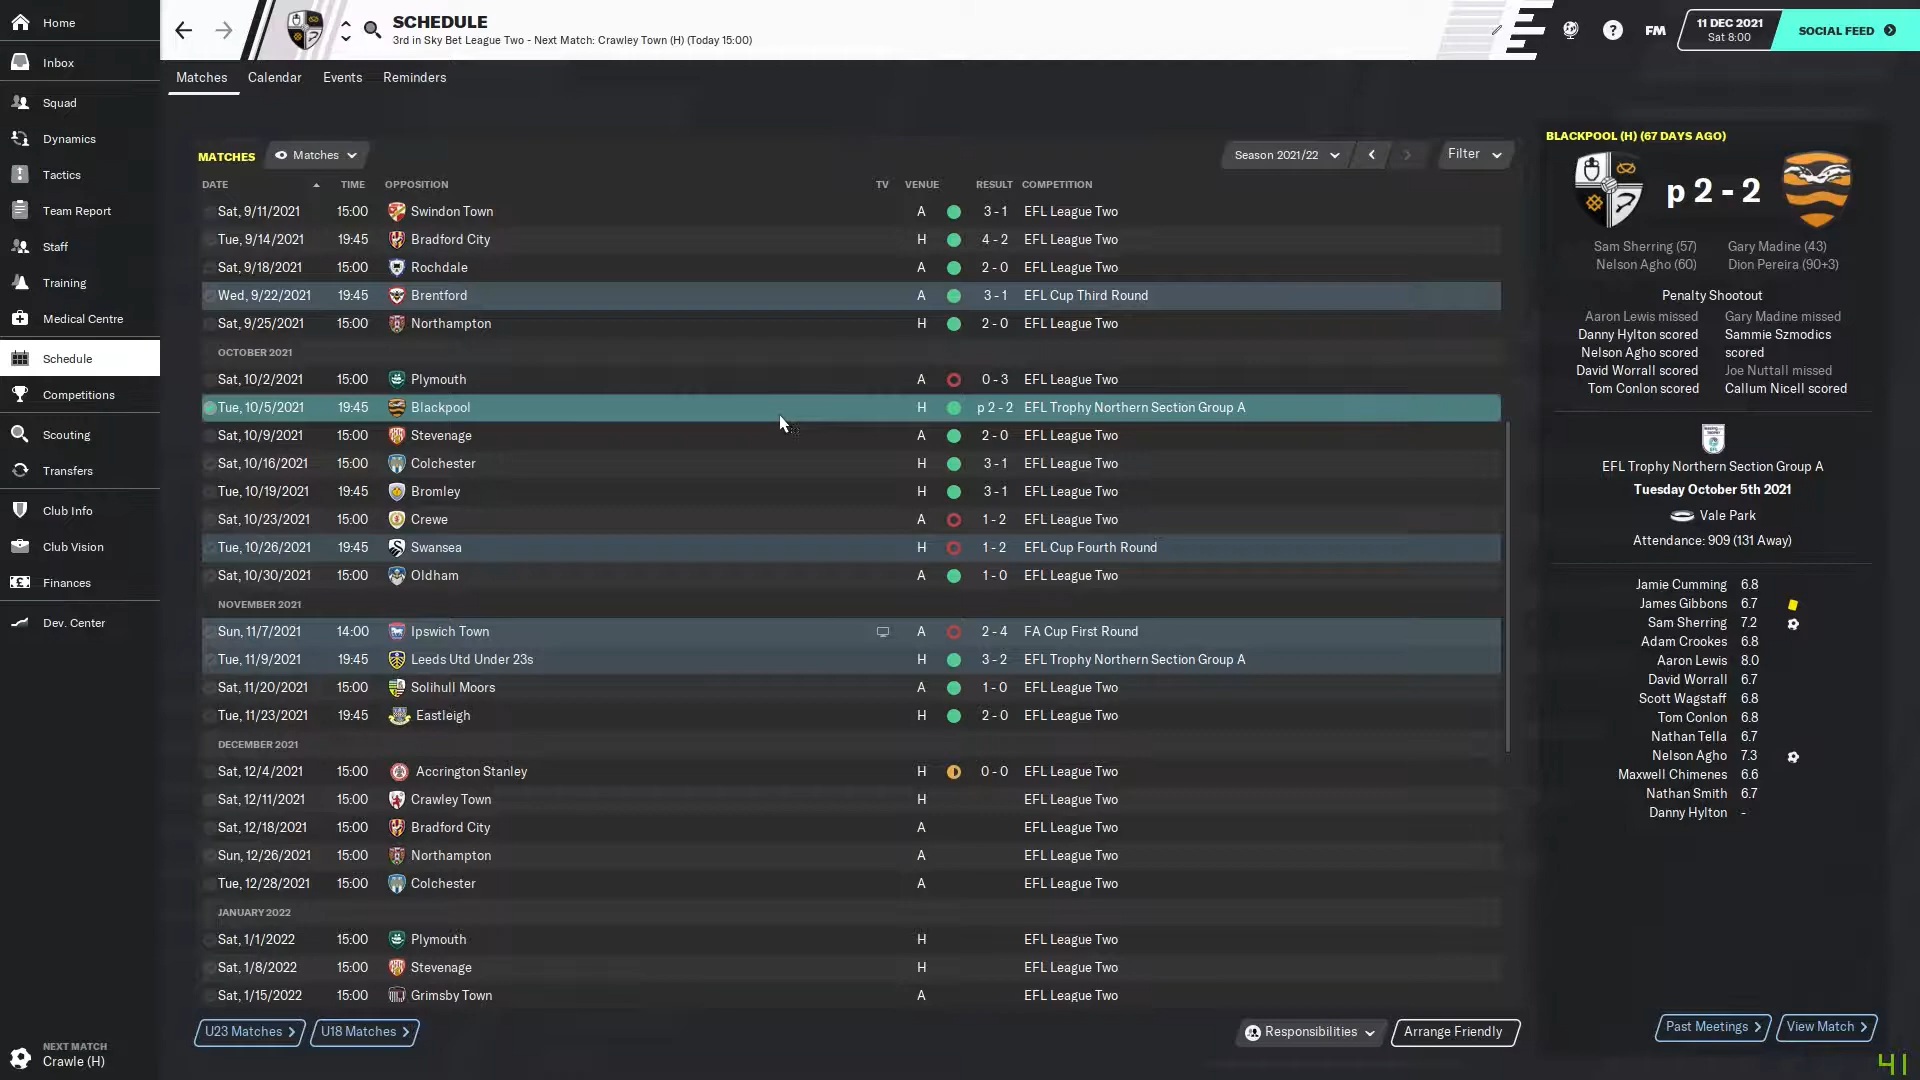 Home
Inbox
Squad
Dynamics
Tactics
Team Report
Staff
Training
Medical Centre
Schedule
Competitions
Scouting
Transfers
Club Info
Club Vision
Finances
Dev. Center
NEXT MATCH
Crawle (H)
SCHEDULE
3rd in Sky Bet League Two - Next Match: Crawley Town (H) (Today 15:00)
FM
11 DEC 2021
Sat 8:00
SOCIAL FEED
Matches Calendar Events Reminders
MATCHES Matches Season 2021/22 Filter
DATE TIME OPPOSITION TV VENUE RESULT COMPETITION
Sat, 9/11/2021 15:00 Swindon Town A 3 - 1 EFL League Two
Tue, 9/14/2021 19:45 Bradford City H 4 - 2 EFL League Two
Sat, 9/18/2021 15:00 Rochdale A 2 - 0 EFL League Two
Wed, 9/22/2021 19:45 Brentford A 3 - 1 EFL Cup Third Round
Sat, 9/25/2021 15:00 Northampton H 2 - 0 EFL League Two
OCTOBER 2021
Sat, 10/2/2021 15:00 Plymouth A 0 - 3 EFL League Two
Tue, 10/5/2021 19:45 Blackpool H p 2 - 2 EFL Trophy Northern Section Group A
Sat, 10/9/2021 15:00 Stevenage A 2 - 0 EFL League Two
Sat, 10/16/2021 15:00 Colchester H 3 - 1 EFL League Two
Tue, 10/19/2021 19:45 Bromley H 3 - 1 EFL League Two
Sat, 10/23/2021 15:00 Crewe A 1 - 2 EFL League Two
Tue, 10/26/2021 19:45 Swansea H 1 - 2 EFL Cup Fourth Round
Sat, 10/30/2021 15:00 Oldham A 1 - 0 EFL League Two
NOVEMBER 2021
Sun, 11/7/2021 14:00 Ipswich Town A 2 - 4 FA Cup First Round
Tue, 11/9/2021 19:45 Leeds Utd Under 23s H 3 - 2 EFL Trophy Northern Section Group A
Sat, 11/20/2021 15:00 Solihull Moors A 1 - 0 EFL League Two
Tue, 11/23/2021 19:45 Eastleigh H 2 - 0 EFL League Two
DECEMBER 2021
Sat, 12/4/2021 15:00 Accrington Stanley H 0 - 0 EFL League Two
Sat, 12/11/2021 15:00 Crawley Town H EFL League Two
Sat, 12/18/2021 15:00 Bradford City A EFL League Two
Sun, 12/26/2021 15:00 Northampton A EFL League Two
Tue, 12/28/2021 15:00 Colchester A EFL League Two
JANUARY 2022
Sat, 1/1/2022 15:00 Plymouth H EFL League Two
Sat, 1/8/2022 15:00 Stevenage H EFL League Two
Sat, 1/15/2022 15:00 Grimsby Town A EFL League Two
U23 Matches U18 Matches Responsibilities Arrange Friendly
BLACKPOOL (H) (67 DAYS AGO)
p 2 - 2
Sam Sherring (57) Gary Madine (43)
Nelson Agho (60) Dion Pereira (90+3)
Penalty Shootout
Aaron Lewis missed Gary Madine missed
Danny Hylton scored Sammie Szmodics
Nelson Agho scored scored
David Worrall scored Joe Nuttall missed
Tom Conlon scored Callum Nicell scored
EFL Trophy Northern Section Group A
Tuesday October 5th 2021
Vale Park
Attendance: 909 (131 Away)
Jamie Cumming 6.8
James Gibbons 6.7
Sam Sherring 7.2
Adam Crookes 6.8
Aaron Lewis 8.0
David Worrall 6.7
Scott Wagstaff 6.8
Tom Conlon 6.8
Nathan Tella 6.7
Nelson Agho 7.3
Maxwell Chimenes 6.6
Nathan Smith 6.7
Danny Hylton -
Past Meetings View Match
41